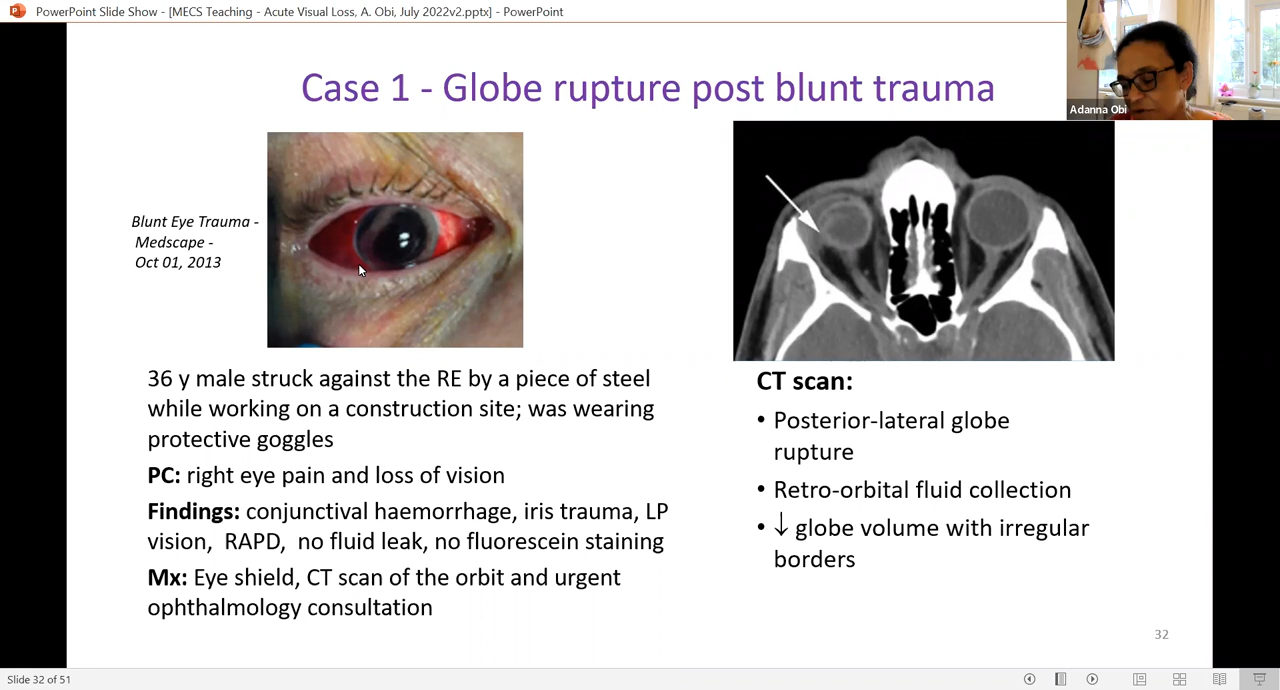 PowerPoint Slide Show - [MECS Teaching - Acute Visual Loss, A. Obi, July 2022v2.pptx] - PowerPoint
Adanna Obi
Case 1 - Globe rupture post blunt trauma
Blunt Eye Trauma -
Medscape -
Oct 01, 2013
36 y male struck against the RE by a piece of steel
while working on a construction site; was wearing
protective goggles
PC: right eye pain and loss of vision
Findings: conjunctival haemorrhage, iris trauma, LP
vision, RAPD, no fluid leak, no fluorescein staining
Mx: Eye shield, CT scan of the orbit and urgent
ophthalmology consultation
CT scan:
• Posterior-lateral globe
rupture
• Retro-orbital fluid collection
• ↓ globe volume with irregular
borders
32
Slide 32 of 51